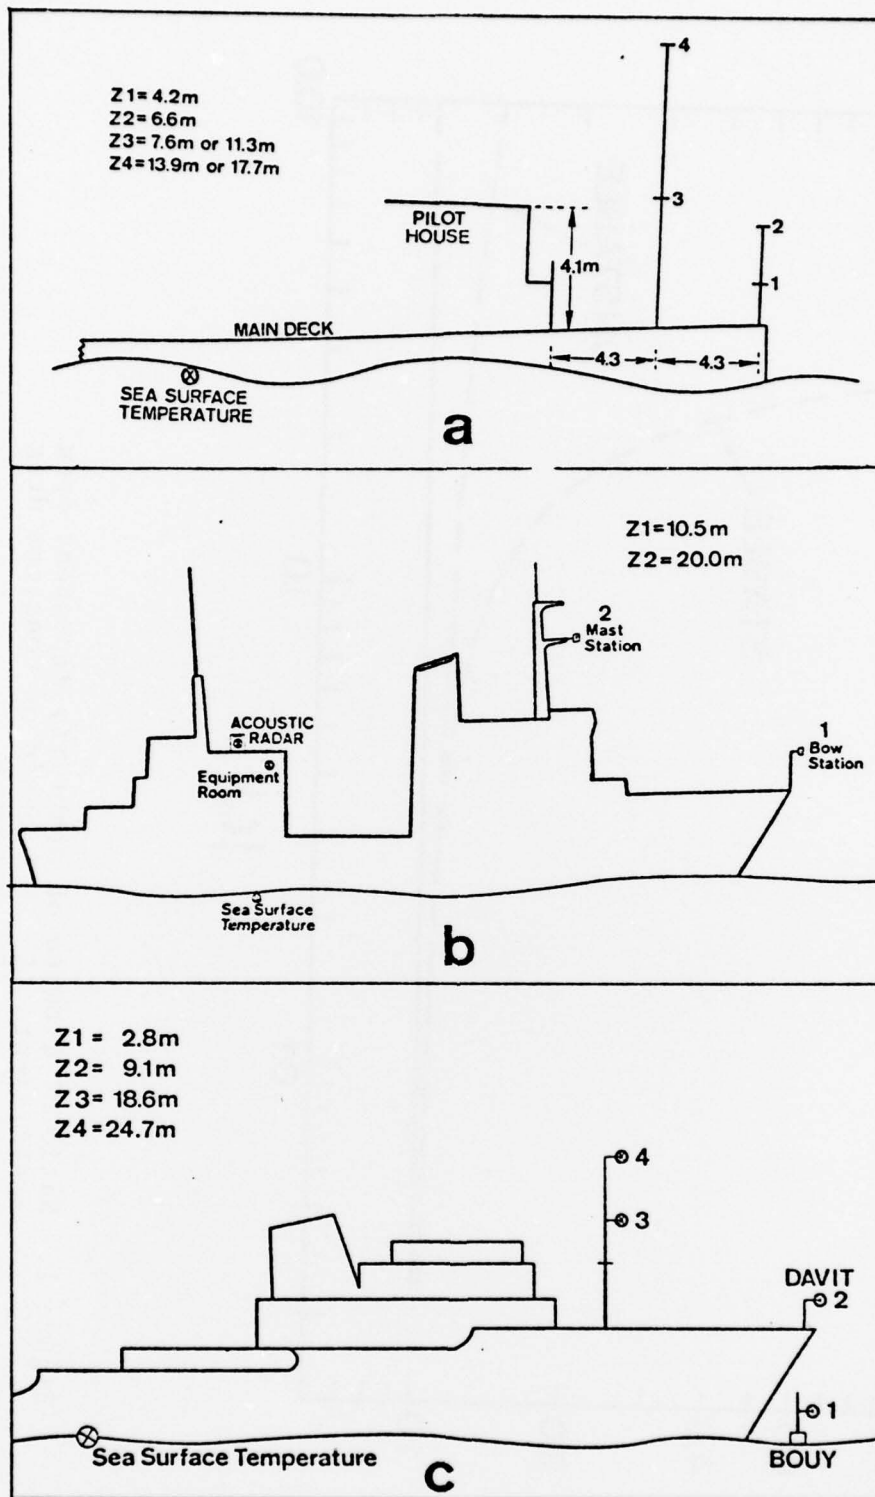 Z1=4.2m
Z2=6.6m
Z3=7.6m or 11.3m
Z4=13.9m or 17.7m
4
3
2
1
PILOT
HOUSE
4.1m
MAIN DECK
4.3
4.3
SEA SURFACE
TEMPERATURE
a
Z1=10.5m
Z2=20.0m
2
Mast
Station
1
Bow
Station
ACOUSTIC
RADAR
Equipment
Room
Sea Surface
Temperature
b
Z1 = 2.8m
Z2 = 9.1m
Z3 = 18.6m
Z4 = 24.7m
4
3
DAVIT
2
1
Sea Surface Temperature
BOUY
c